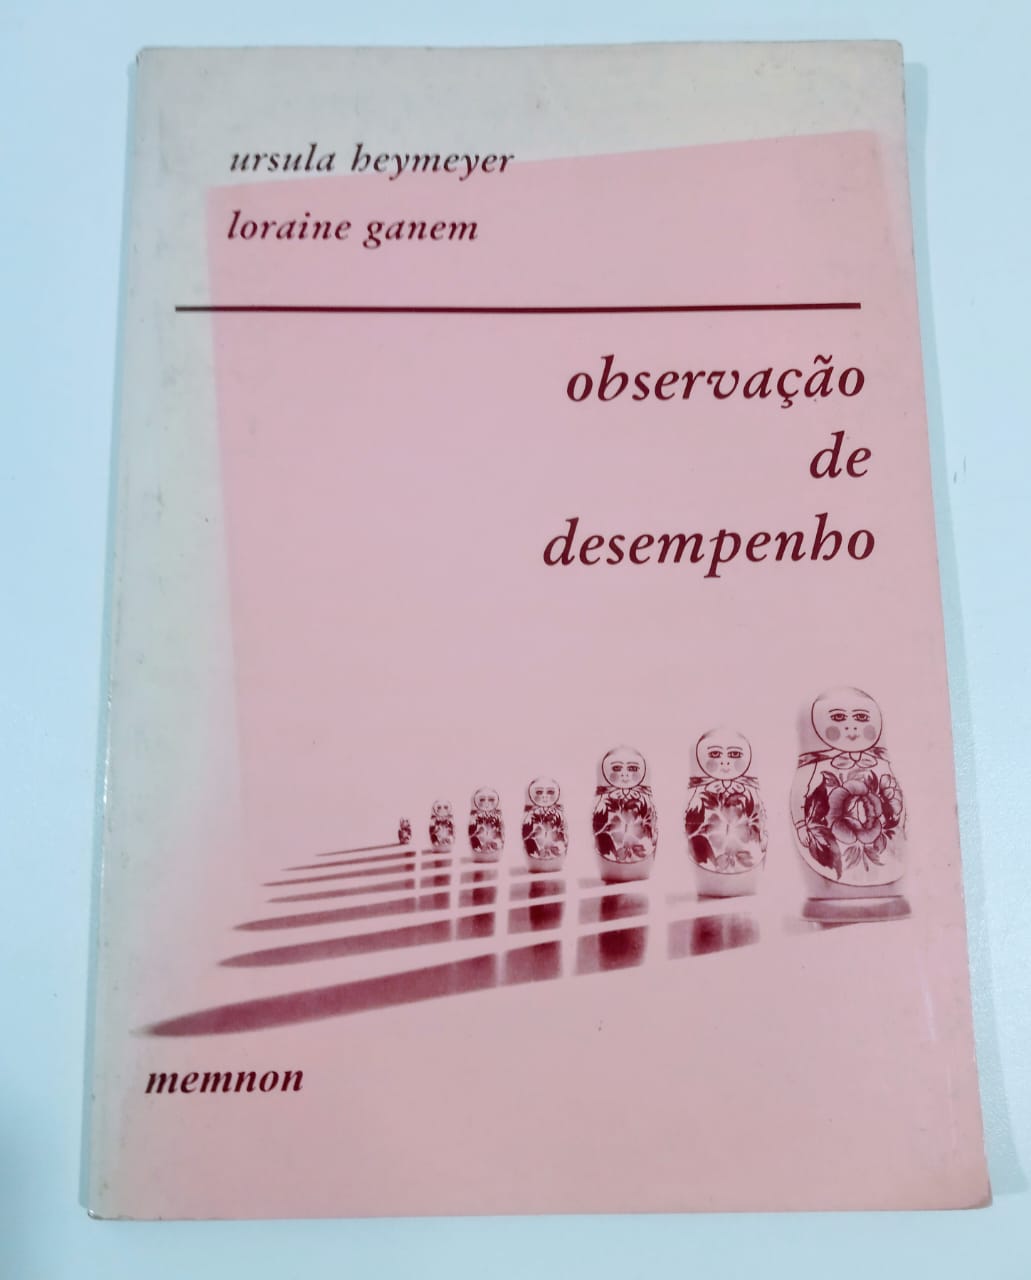 ursula heymeyer
loraine ganem
observação
de
desempenho
memnon